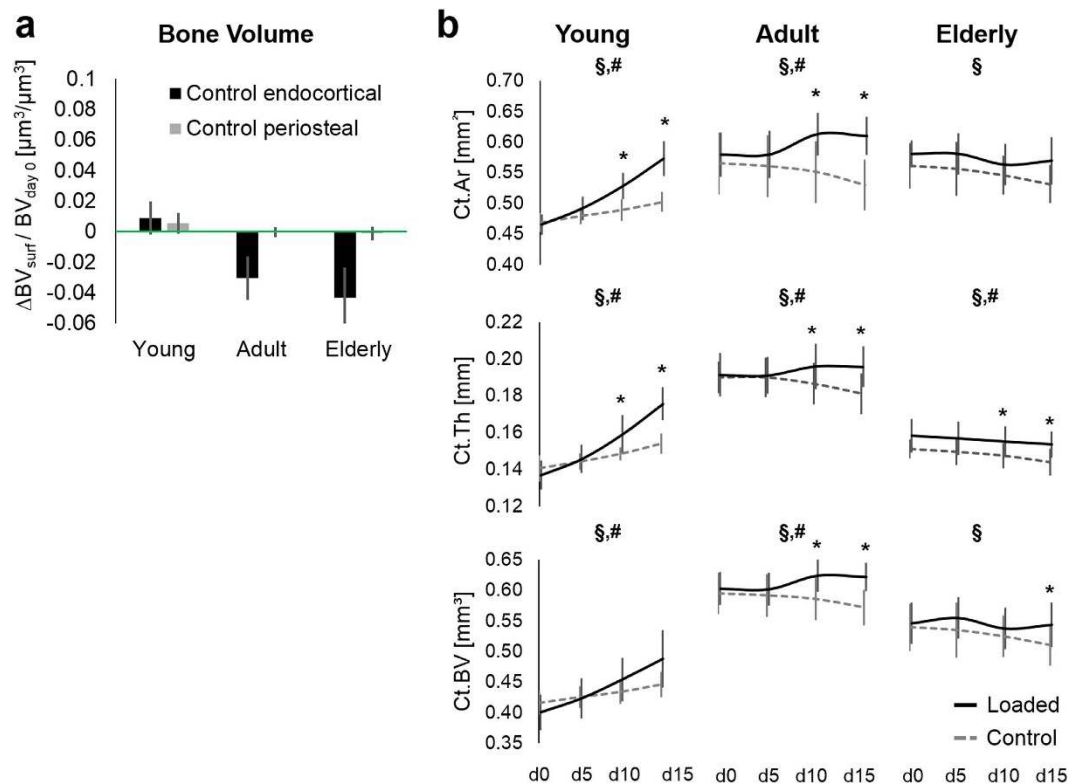 a
Bone Volume
0.1
0.08
0.06
0.04
0.02
0
-0.02
-0.04
-0.06
ΔBVsurf / BVday 0 [µm³/µm³]
Control endocortical
Control periosteal
Young Adult Elderly
b
Young Adult Elderly
§,# §,# §
Ct.Ar [mm²]
0.70
0.60
0.55
0.50
0.45
0.40
* * * *
§,# §,# §,#
Ct.Th [mm]
0.22
0.20
0.18
0.16
0.14
0.12
* * * * * *
§,# §,# §
Ct.BV [mm³]
0.60
0.55
0.50
0.45
0.40
0.35
* * *
Loaded
Control
d0 d5 d10 d15 d0 d5 d10 d15 d0 d5 d10 d15